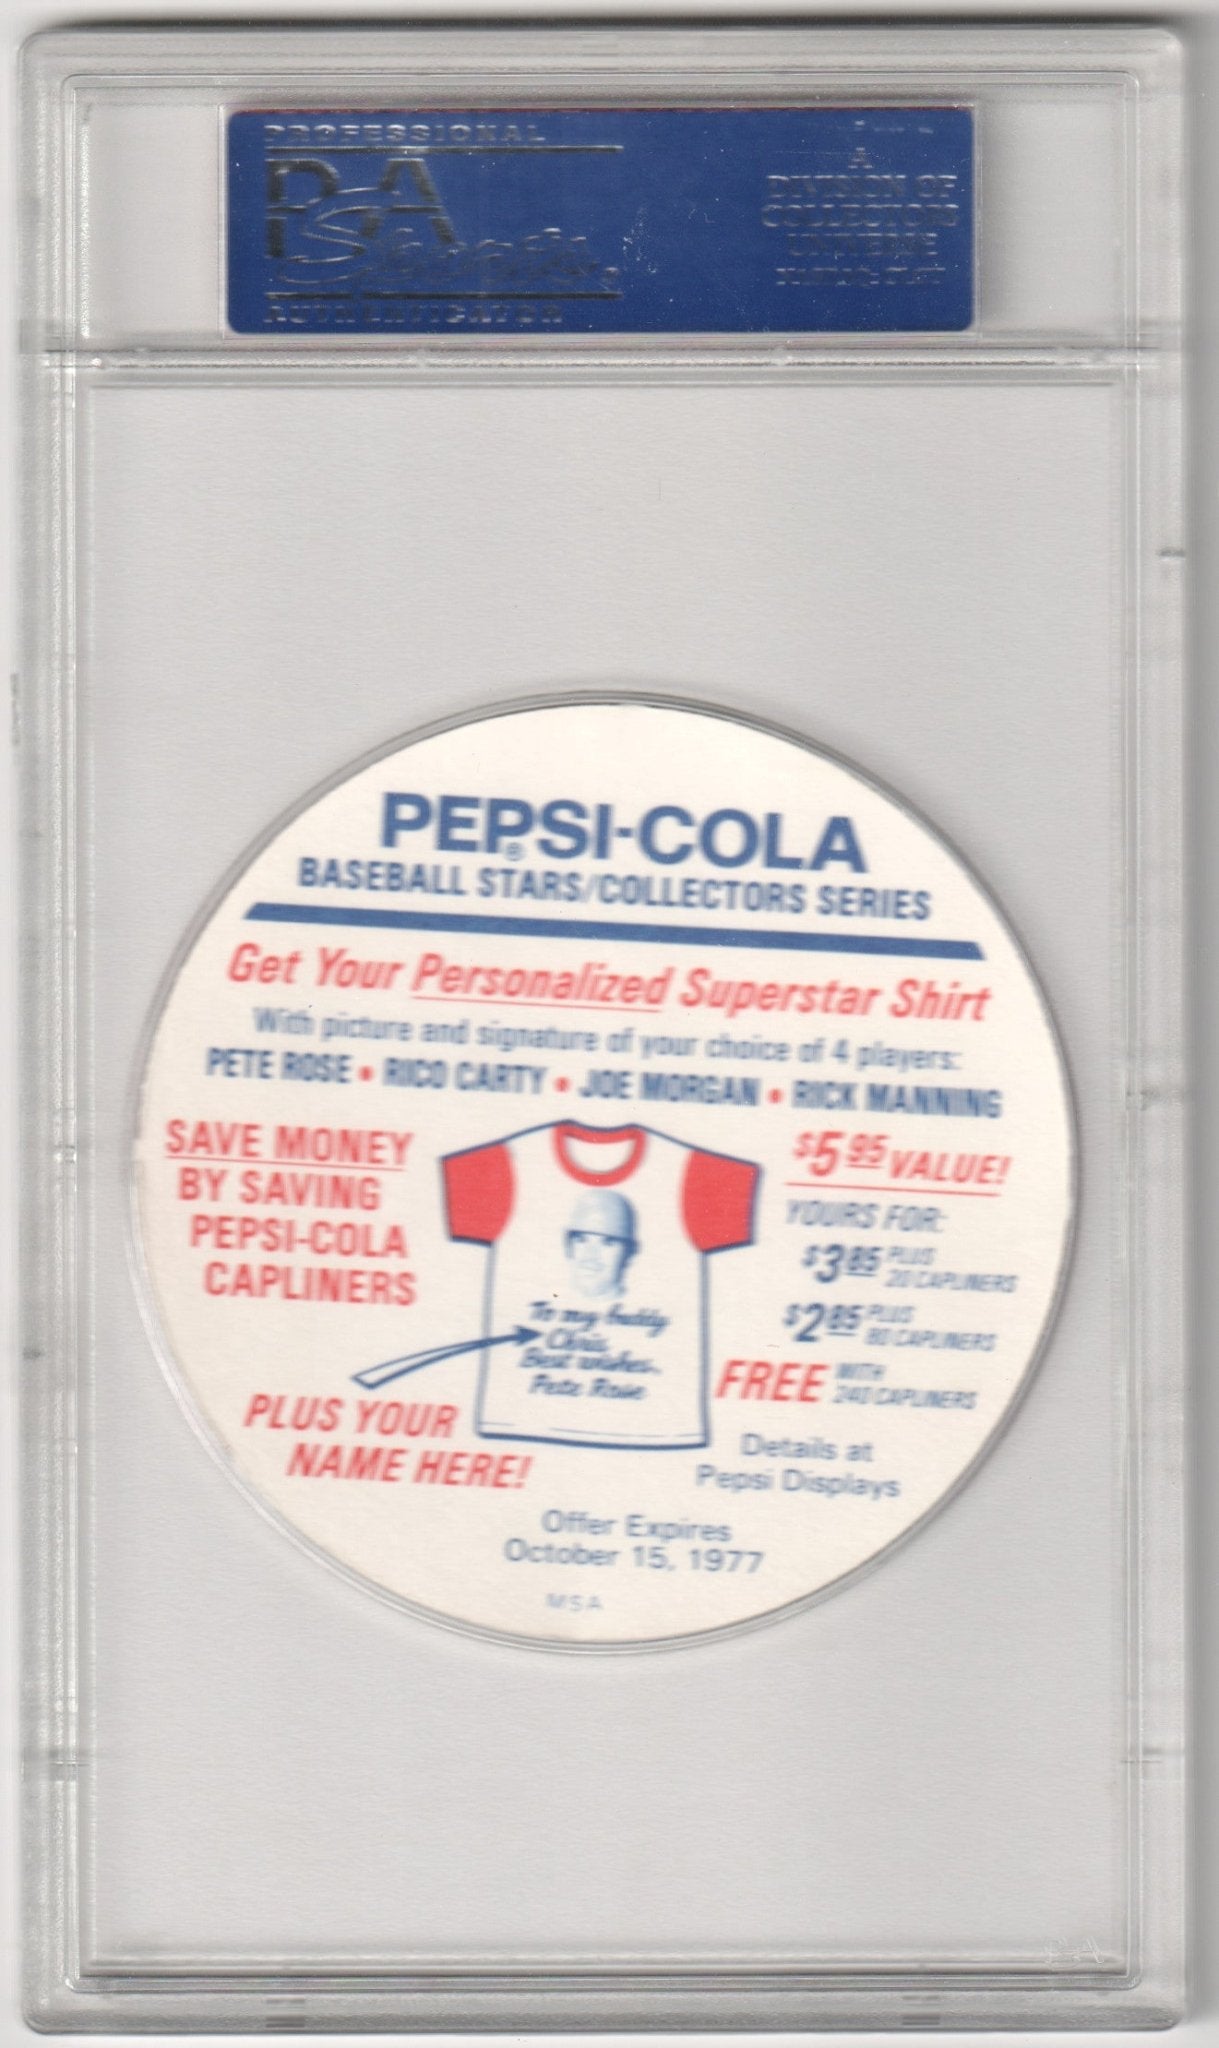 PROFESSIONAL
PSA
Sports
AUTHENTICATOR
A
DIVISION OF
COLLECTORS
UNIVERSE
PEPSI-COLA
®
BASEBALL STARS/COLLECTORS SERIES
Get Your Personalized Superstar Shirt
With picture and signature of your choice of 4 players:
PETE ROSE • RICO CARTY • JOE MORGAN • RICK MANNING
SAVE MONEY
BY SAVING
PEPSI-COLA
CAPLINERS
$5.95 VALUE!
YOURS FOR:
$3.85 PLUS
20 CAPLINERS
$2.85 PLUS
80 CAPLINERS
FREE WITH
240 CAPLINERS
To my buddy
Chris,
Best wishes.
Pete Rose
PLUS YOUR
NAME HERE!
Details at
Pepsi Displays
Offer Expires
October 15, 1977
MSA